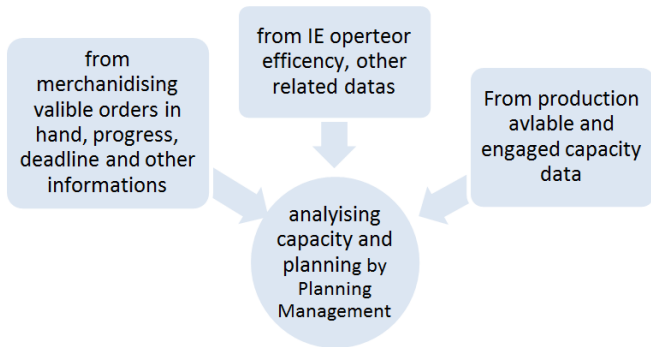 from
merchanidising
valible orders in
hand, progress,
deadline and other
informations
from IE operteor
efficency, other
related datas
From production
avlable and
engaged capacity
data
analyising
capacity and
planning by
Planning
Management